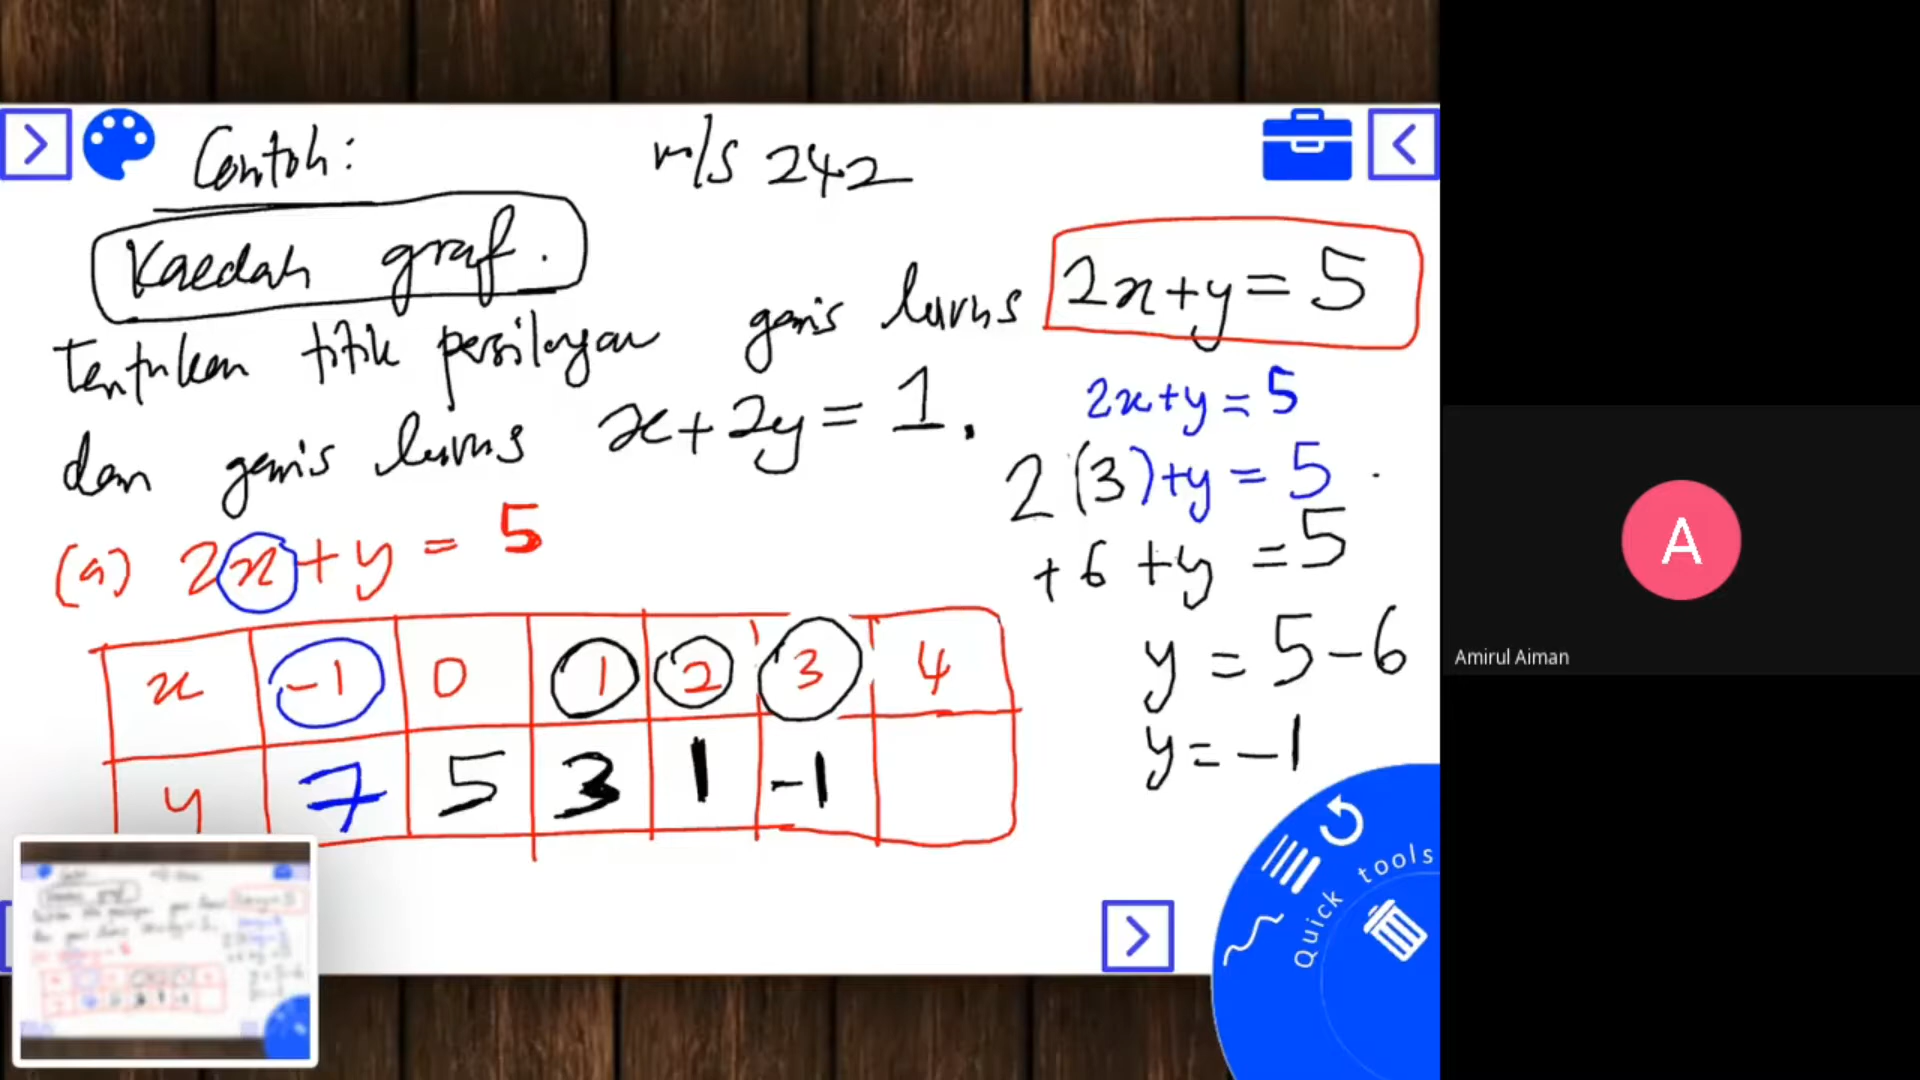 Contoh: m/s 242
Kaedah graf.
Tentukan titik persilangan garis lurus 2x+y=5
dan garis lurus x+2y=1.
(a) 2x+y=5
x -1 0 1 2 3 4
y 7 5 3 1 -1
2x+y=5
2(3)+y=5
+6+y=5
y=5-6
y=-1
Quick tools
A
Amirul Aiman